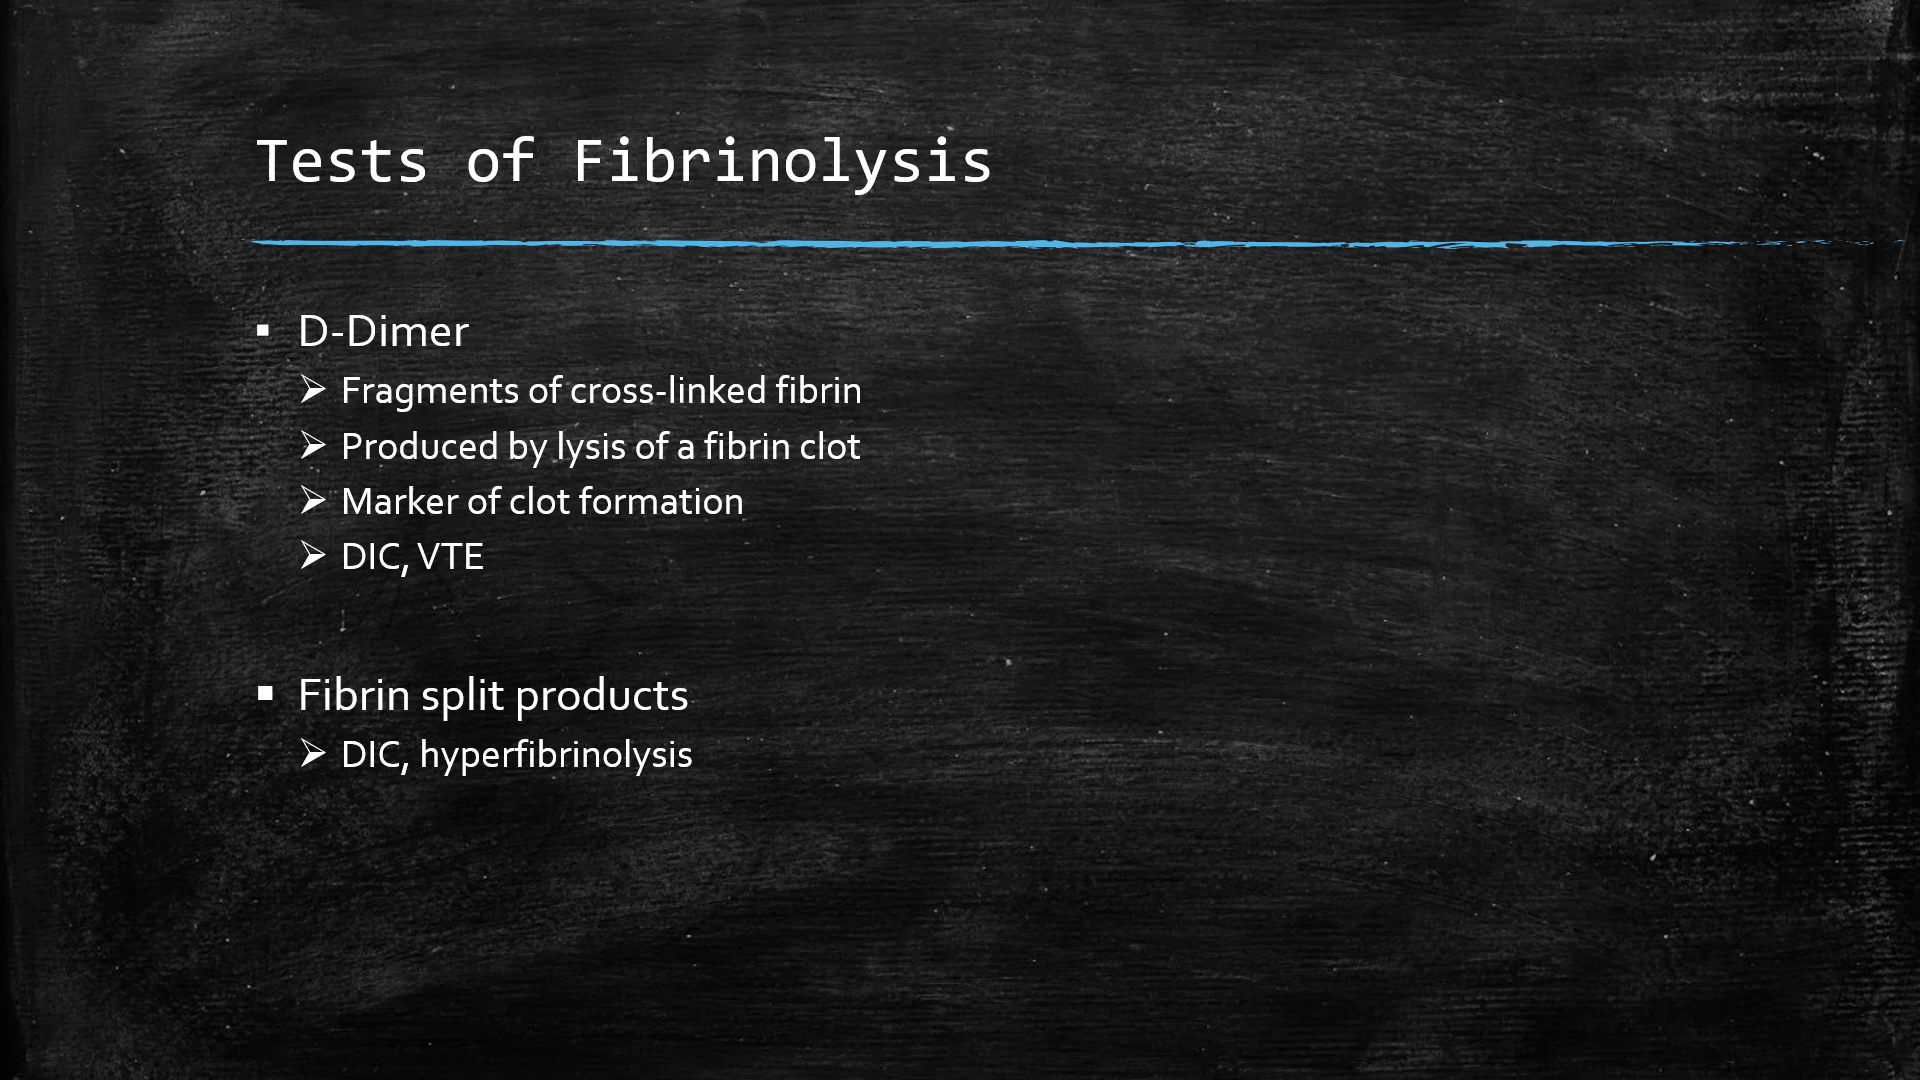 Tests of Fibrinolysis
▪ D-Dimer
➢ Fragments of cross-linked fibrin
➢ Produced by lysis of a fibrin clot
➢ Marker of clot formation
➢ DIC, VTE
▪ Fibrin split products
➢ DIC, hyperfibrinolysis